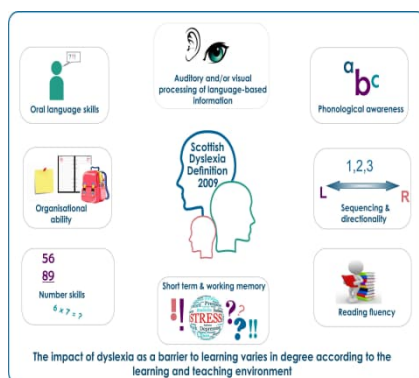 ?!?
Oral language skills
Auditory and/or visual
processing of language-based
information
abc
Phonological awareness
Organisational
ability
Scottish
Dyslexia
Definition
2009
1,2,3
L R
Sequencing &
directionality
56
89
Number skills
6 x 7 = ?
Short term & working memory
!! STRESS ???!!
Reading fluency
The impact of dyslexia as a barrier to learning varies in degree according to the
learning and teaching environment